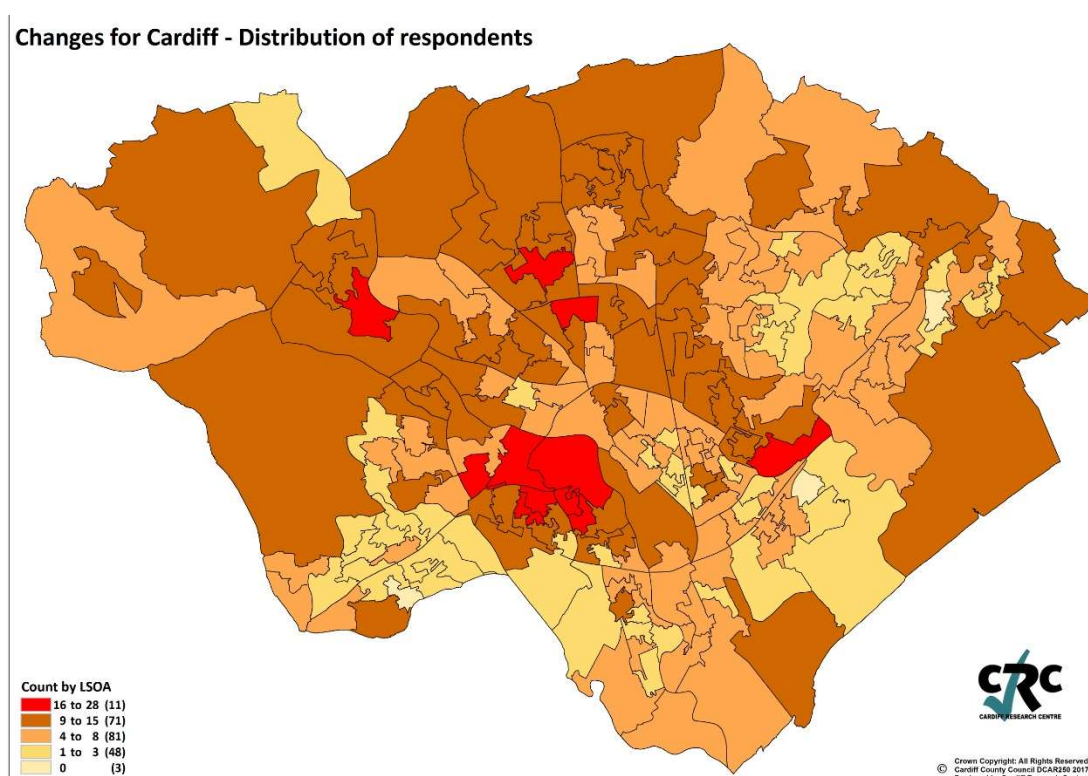 Changes for Cardiff - Distribution of respondents
Count by LSOA
16 to 28 (11)
9 to 15 (71)
4 to 8 (81)
1 to 3 (48)
0 (3)
CRC
CARDIFF RESEARCH CENTRE
Crown Copyright: All Rights Reserved
© Cardiff County Council DCAR250 2017